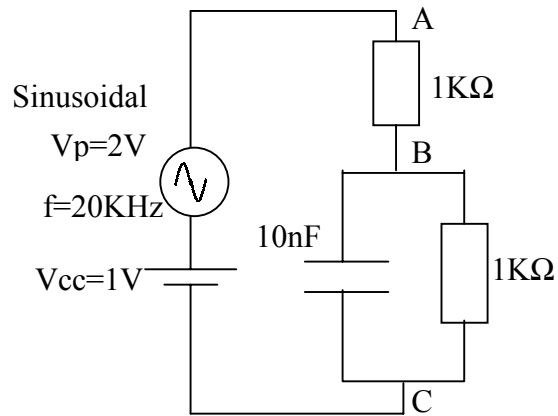 A
1KΩ
Sinusoidal
Vp=2V
B
f=20KHz
10nF
Vcc=1V
1KΩ
C